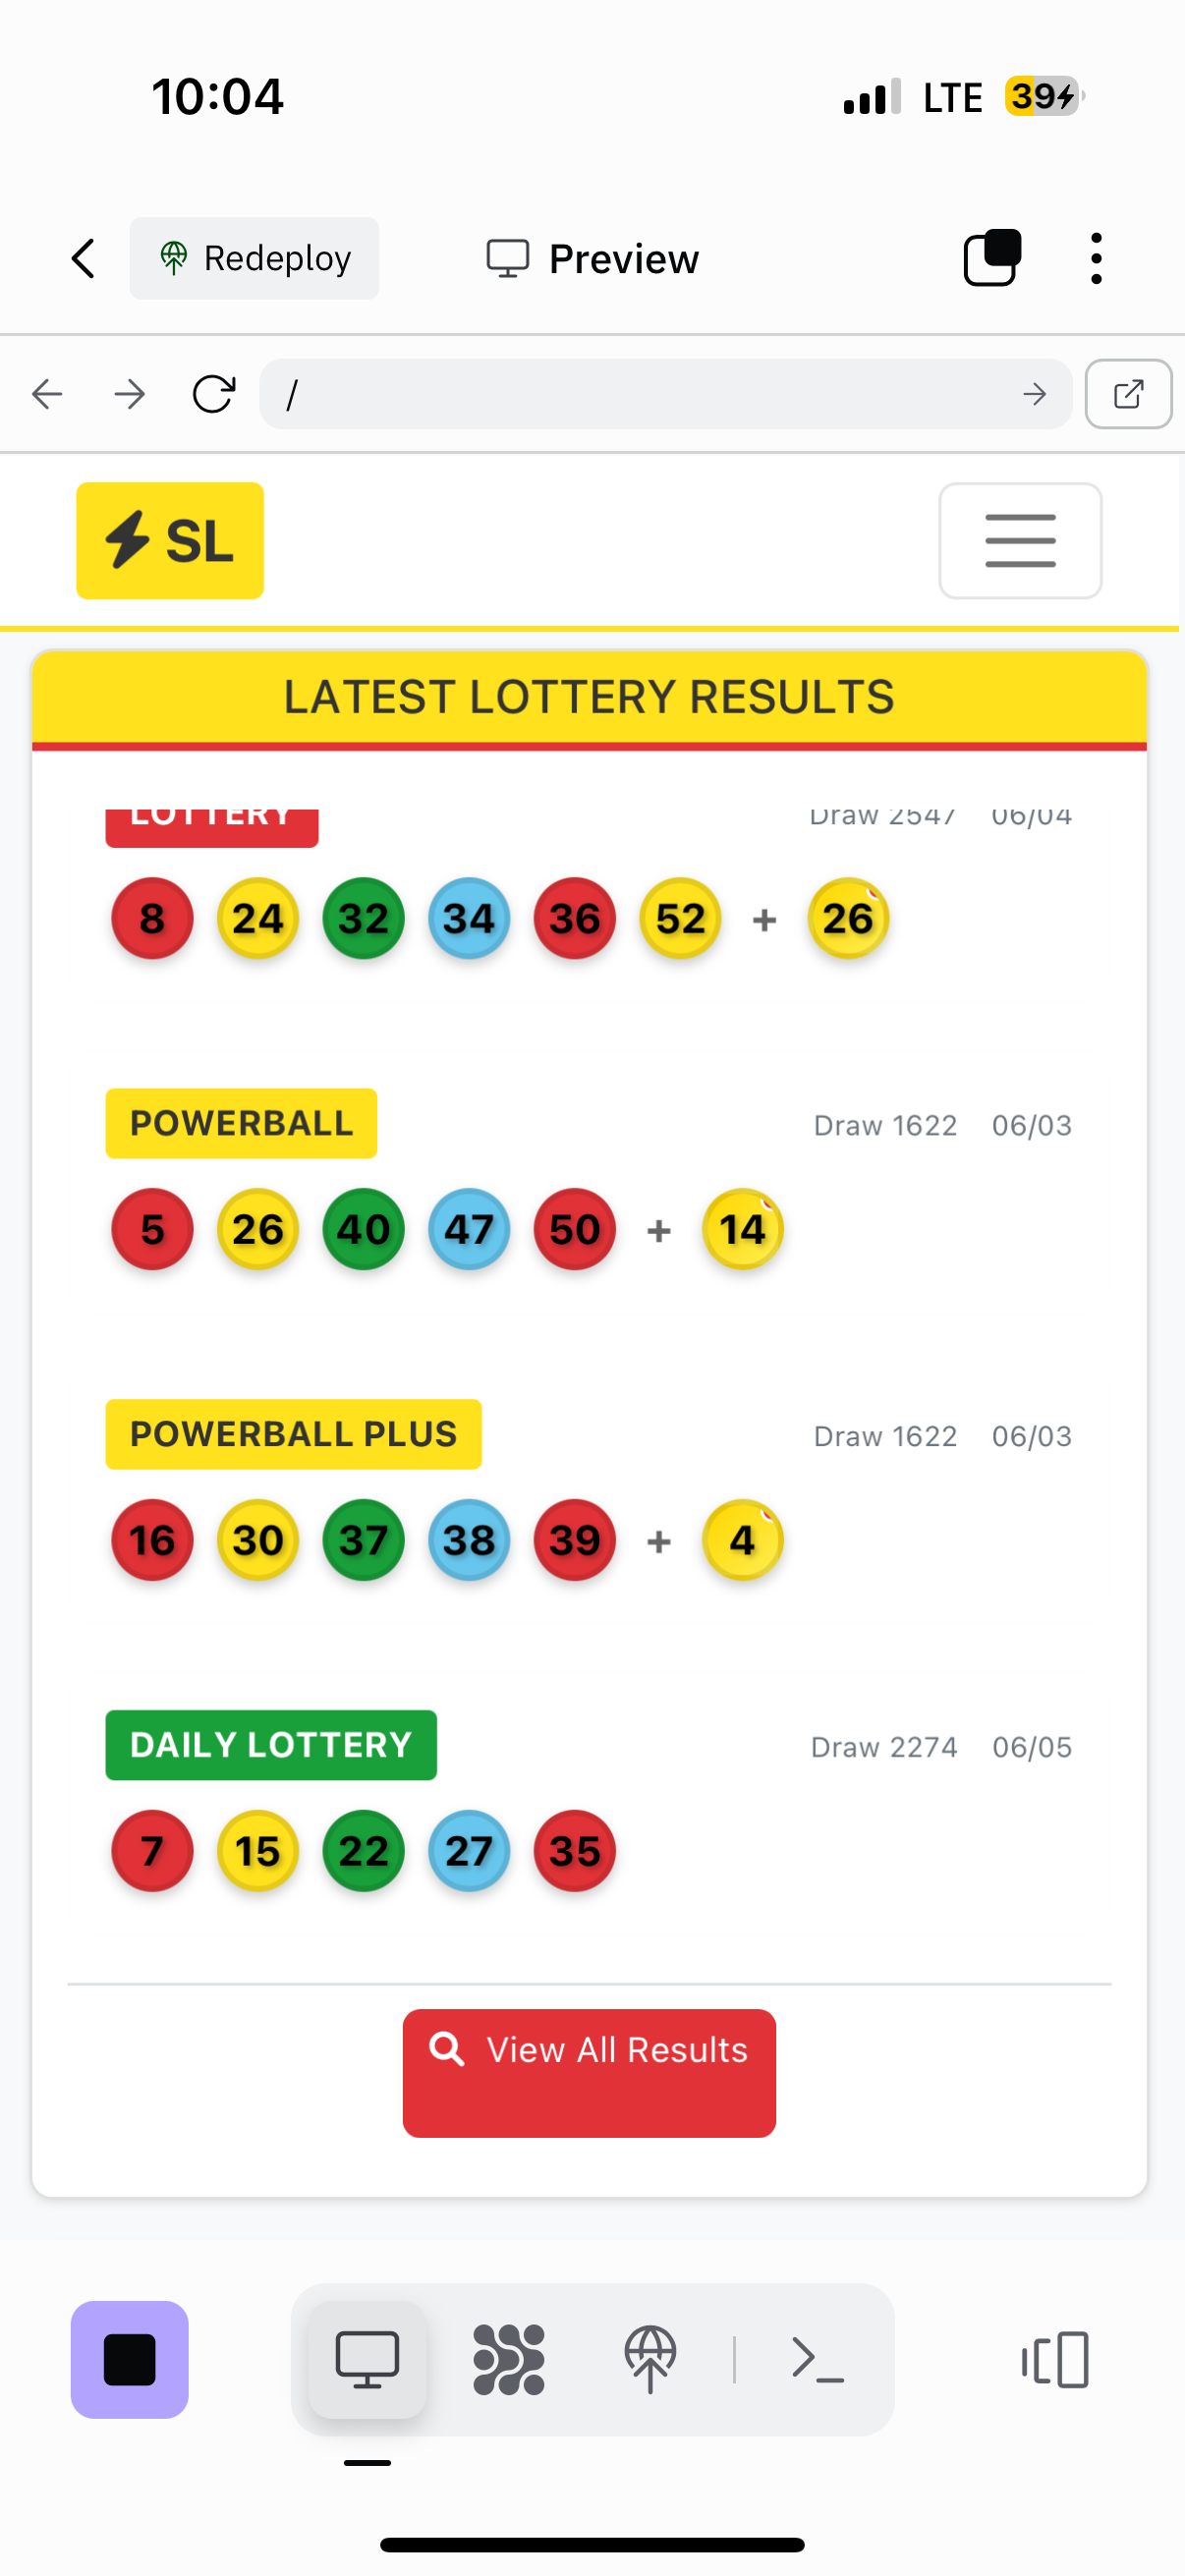 10:04
LTE 39
Redeploy
Preview
/
SL
LATEST LOTTERY RESULTS
LOTTERY Draw 2547 06/04
8 24 32 34 36 52 + 26
POWERBALL Draw 1622 06/03
5 26 40 47 50 + 14
POWERBALL PLUS Draw 1622 06/03
16 30 37 38 39 + 4
DAILY LOTTERY Draw 2274 06/05
7 15 22 27 35
View All Results